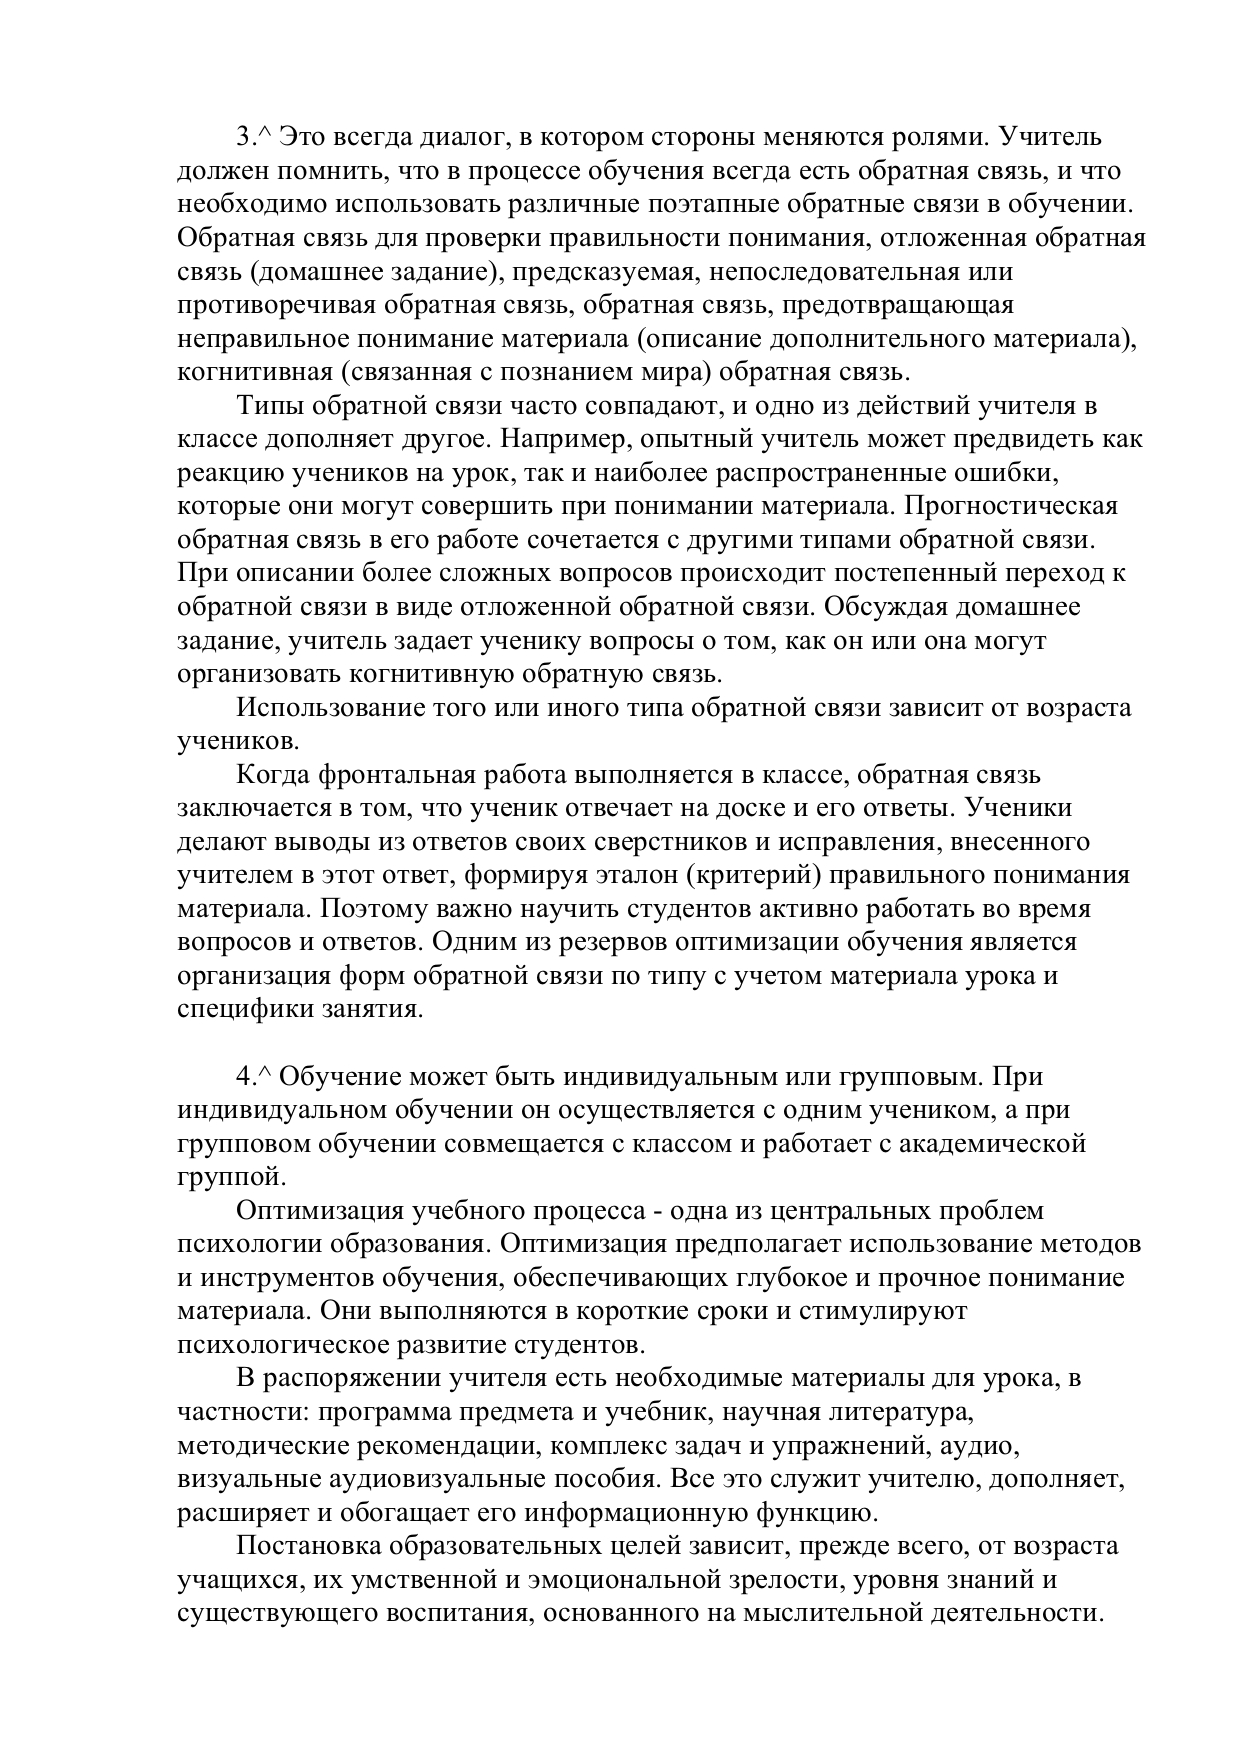 3.^ Это всегда диалог, в котором стороны меняются ролями. Учитель
должен помнить, что в процессе обучения всегда есть обратная связь, и что
необходимо использовать различные поэтапные обратные связи в обучении.
Обратная связь для проверки правильности понимания, отложенная обратная
связь (домашнее задание), предсказуемая, непоследовательная или
противоречивая обратная связь, обратная связь, предотвращающая
неправильное понимание материала (описание дополнительного материала),
когнитивная (связанная с познанием мира) обратная связь.
Типы обратной связи часто совпадают, и одно из действий учителя в
классе дополняет другое. Например, опытный учитель может предвидеть как
реакцию учеников на урок, так и наиболее распространенные ошибки,
которые они могут совершить при понимании материала. Прогностическая
обратная связь в его работе сочетается с другими типами обратной связи.
При описании более сложных вопросов происходит постепенный переход к
обратной связи в виде отложенной обратной связи. Обсуждая домашнее
задание, учитель задает ученику вопросы о том, как он или она могут
организовать когнитивную обратную связь.
Использование того или иного типа обратной связи зависит от возраста
учеников.
Когда фронтальная работа выполняется в классе, обратная связь
заключается в том, что ученик отвечает на доске и его ответы. Ученики
делают выводы из ответов своих сверстников и исправления, внесенного
учителем в этот ответ, формируя эталон (критерий) правильного понимания
материала. Поэтому важно научить студентов активно работать во время
вопросов и ответов. Одним из резервов оптимизации обучения является
организация форм обратной связи по типу с учетом материала урока и
специфики занятия.
4.^ Обучение может быть индивидуальным или групповым. При
индивидуальном обучении он осуществляется с одним учеником, а при
групповом обучении совмещается с классом и работает с академической
группой.
Оптимизация учебного процесса - одна из центральных проблем
психологии образования. Оптимизация предполагает использование методов
и инструментов обучения, обеспечивающих глубокое и прочное понимание
материала. Они выполняются в короткие сроки и стимулируют
психологическое развитие студентов.
В распоряжении учителя есть необходимые материалы для урока, в
частности: программа предмета и учебник, научная литература,
методические рекомендации, комплекс задач и упражнений, аудио,
визуальные аудиовизуальные пособия. Все это служит учителю, дополняет,
расширяет и обогащает его информационную функцию.
Постановка образовательных целей зависит, прежде всего, от возраста
учащихся, их умственной и эмоциональной зрелости, уровня знаний и
существующего воспитания, основанного на мыслительной деятельности.